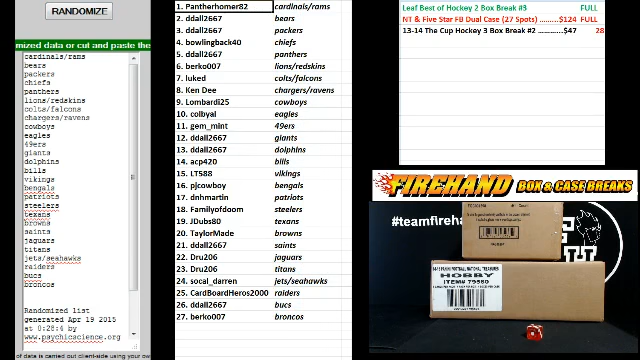 RANDOMIZE
mized data or cut and paste the
cardinals/rams
bears
packers
chiefs
panthers
lions/redskins
colts/falcons
chargers/ravens
cowboys
eagles
49ers
giants
dolphins
bills
vikings
bengals
patriots
steelers
texans
browns
saints
jaguars
titans
jets/seahawks
raiders
bucs
broncos
Randomized list
generated Apr 19 2015
at 0:28:4 by
www.psychicscience.org
of data is carried out client-side using your ow
1. Pantherhomer82 cardinals/rams
2. ddall2667 bears
3. ddall2667 packers
4. bowlingback40 chiefs
5. ddall2667 panthers
6. berko007 lions/redskins
7. luked colts/falcons
8. Ken Dee chargers/ravens
9. Lombardi25 cowboys
10. colbyal eagles
11. gem_mint 49ers
12. ddall2667 giants
13. ddall2667 dolphins
14. acp420 bills
15. LT588 vikings
16. pjcowboy bengals
17. dnhmartin patriots
18. Familyofdoom steelers
19. JDubs80 texans
20. TaylorMade browns
21. ddall2667 saints
22. Dru206 jaguars
23. Dru206 titans
24. socal_darren jets/seahawks
25. CardBoardHeros2000 raiders
26. ddall2667 bucs
27. berko007 broncos
Leaf Best of Hockey 2 Box Break #3 FULL
NT & Five Star FB Dual Case (27 Spots) ......... $124 FULL
13-14 The Cup Hockey 3 Box Break #2 ............$47 28
FIREHAND BOX & CASE BREAKS
#teamfireha
HOBBY
ITEM# 79580